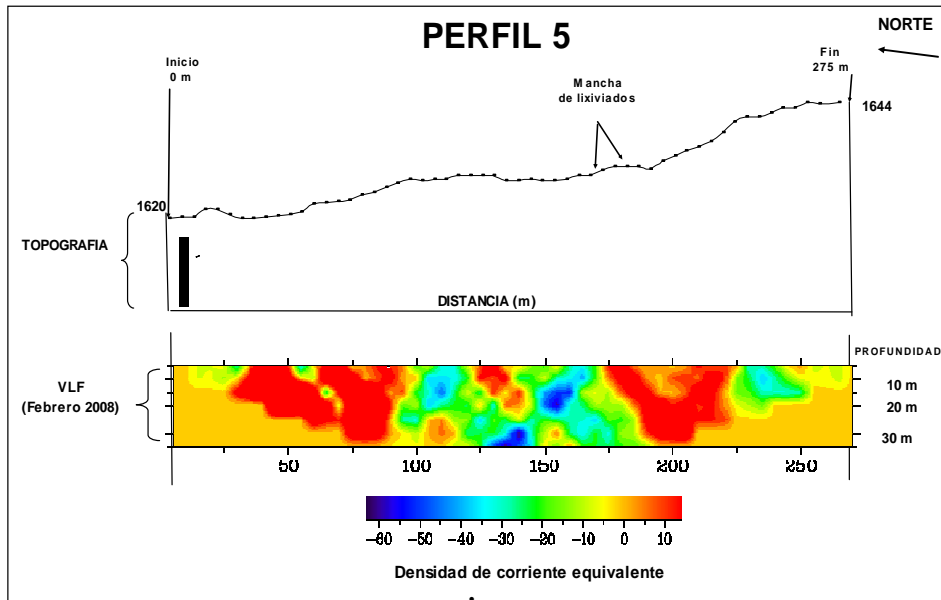 PERFIL 5
NORTE
Inicio
0 m
Fin
275 m
Mancha
de lixiviados
1644
1620
TOPOGRAFIA
DISTANCIA (m)
PROFUNDIDAD
VLF
(Febrero 2008)
10 m
20 m
30 m
50 100 150 200 250
-60 -50 -40 -30 -20 -10 0 10
Densidad de corriente equivalente